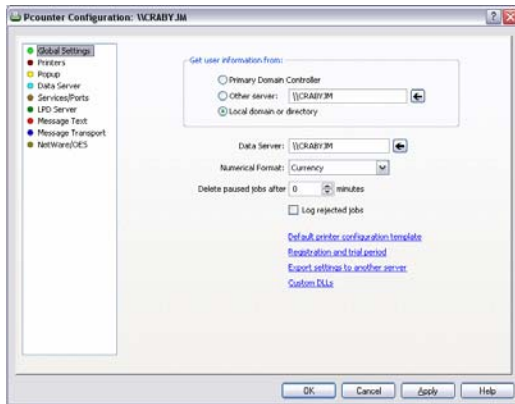 Pcounter Configuration: \\CRABYJM
Global Settings
Printers
Popup
Data Server
Services/Ports
LPD Server
Message Text
Message Transport
NetWare/OES
Get user information from:
Primary Domain Controller
Other server: \\CRABYJM
Local domain or directory
Data Server: \\CRABYJM
Numerical Format: Currency
Delete paused jobs after 0 minutes
Log rejected jobs
Default printer configuration template
Registration and trial period
Export settings to another server
Custom DLLs
OK Cancel Apply Help